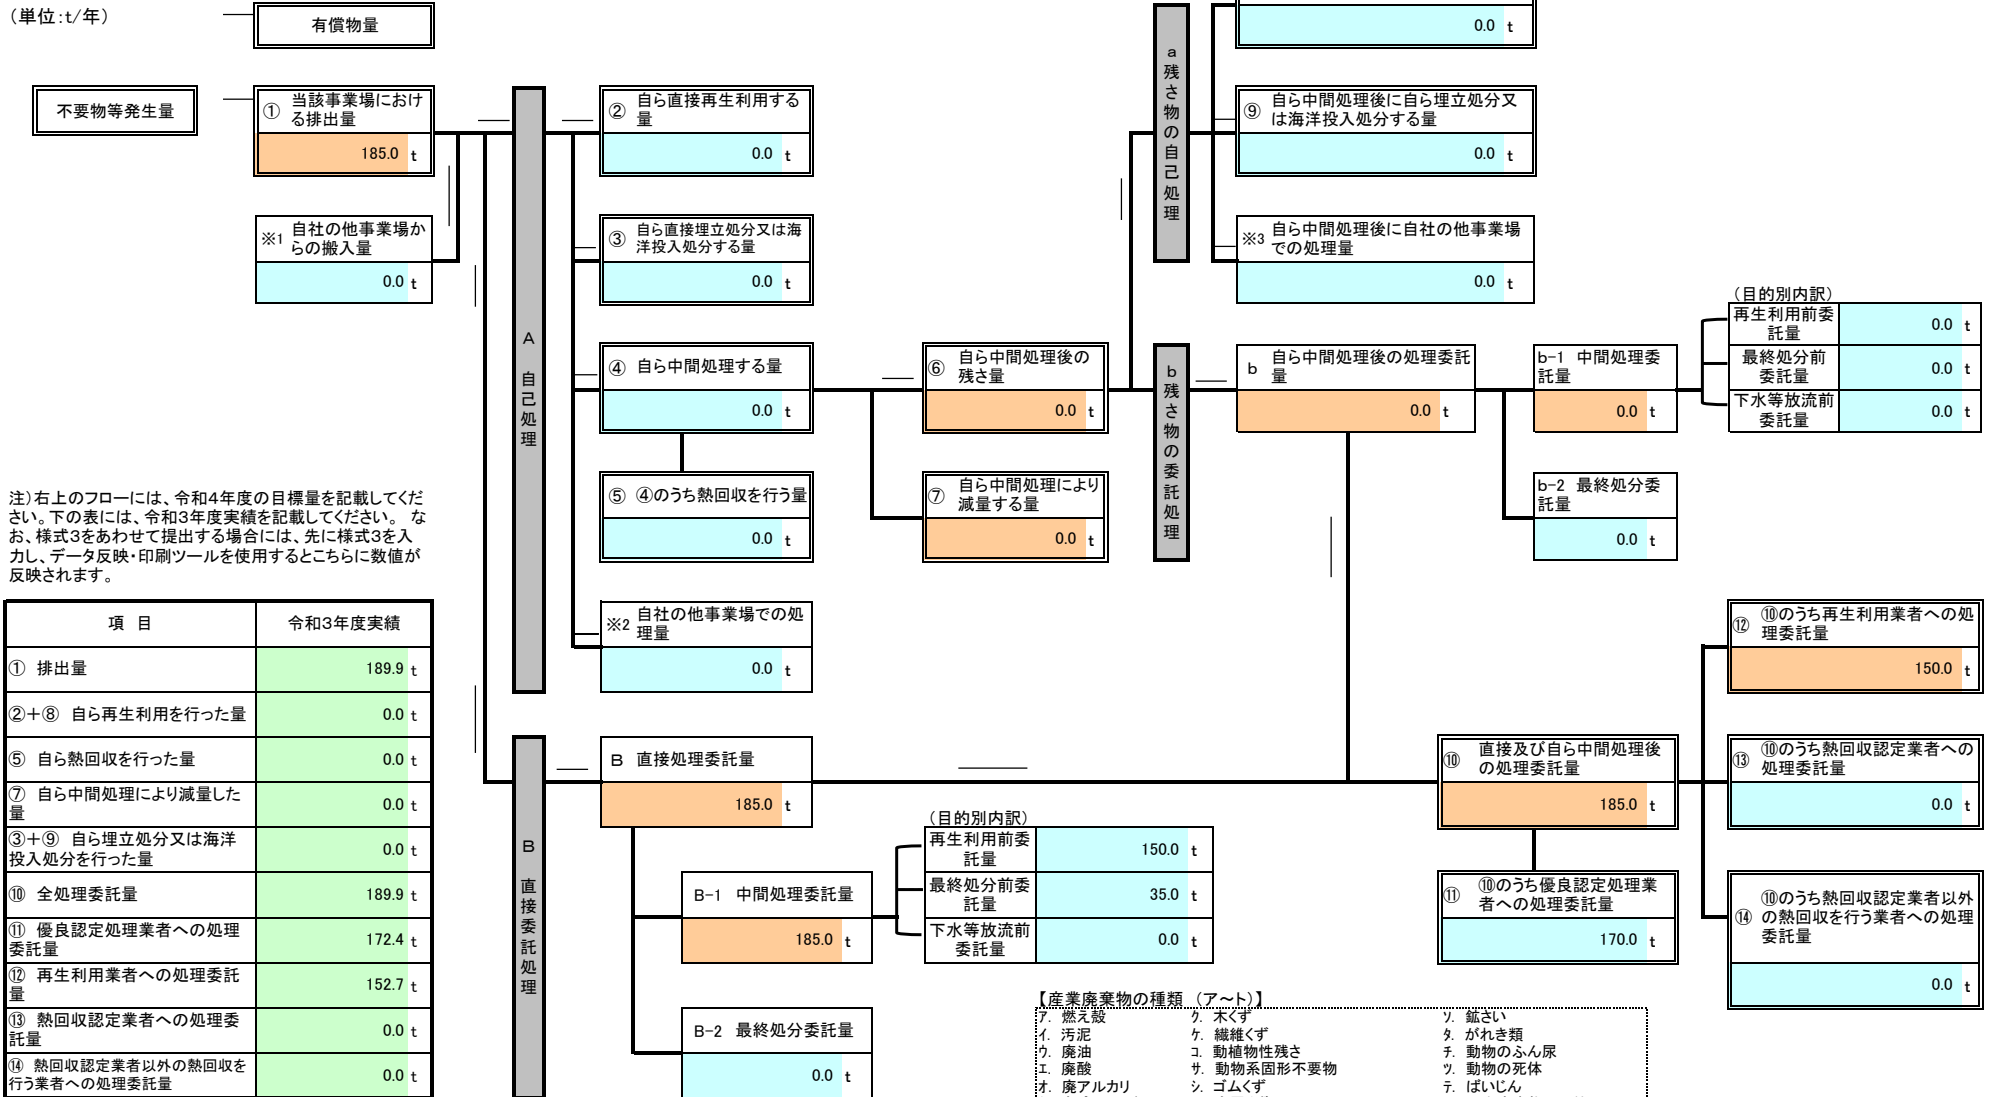 （単位：t/年）
有償物量
0.0 t
不要物等発生量
① 当該事業場におけ
る排出量
185.0 t
※1 自社の他事業場か
らの搬入量
0.0 t
A 自己処理
② 自ら直接再生利用する
量
0.0 t
③ 自ら直接埋立処分又は海
洋投入処分する量
0.0 t
④ 自ら中間処理する量
0.0 t
⑤ ④のうち熱回収を行う量
0.0 t
※2 自社の他事業場での処
理量
0.0 t
⑥ 自ら中間処理後の
残さ量
0.0 t
⑦ 自ら中間処理により
減量する量
0.0 t
a 残さ物の自己処理
⑨ 自ら中間処理後に自ら埋立処分又
は海洋投入処分する量
0.0 t
※3 自ら中間処理後に自社の他事業場
での処理量
0.0 t
b 残さ物の委託処理
b 自ら中間処理後の処理委託
量
0.0 t
b-1 中間処理委
託量
0.0 t
b-2 最終処分委
託量
0.0 t
（目的別内訳）
再生利用前委
託量
0.0 t
最終処分前
委託量
0.0 t
下水等放流前
委託量
0.0 t
注）右上のフローには、令和4年度の目標量を記載してくだ
さい。下の表には、令和3年度実績を記載してください。 な
お、様式3をあわせて提出する場合には、先に様式3を入
力し、データ反映・印刷ツールを使用するとこちらに数値が
反映されます。
項 目 令和3年度実績
① 排出量 189.9 t
②＋⑧ 自ら再生利用を行った量 0.0 t
⑤ 自ら熱回収を行った量 0.0 t
⑦ 自ら中間処理により減量した
量 0.0 t
③＋⑨ 自ら埋立処分又は海洋
投入処分を行った量 0.0 t
⑩ 全処理委託量 189.9 t
⑪ 優良認定処理業者への処理
委託量 172.4 t
⑫ 再生利用業者への処理委託
量 152.7 t
⑬ 熱回収認定業者への処理委
託量 0.0 t
⑭ 熱回収認定業者以外の熱回収を
行う業者への処理委託量 0.0 t
B 直接委託処理
B 直接処理委託量
185.0 t
B-1 中間処理委託量
185.0 t
B-2 最終処分委託量
0.0 t
（目的別内訳）
再生利用前委
託量
150.0 t
最終処分前委
託量
35.0 t
下水等放流前
委託量
0.0 t
⑩ 直接及び自ら中間処理後
の処理委託量
185.0 t
⑪ ⑩のうち優良認定処理業
者への処理委託量
170.0 t
⑫ ⑩のうち再生利用業者への処
理委託量
150.0 t
⑬ ⑩のうち熱回収認定業者への
処理委託量
0.0 t
⑭ ⑩のうち熱回収認定業者以外
の熱回収を行う業者への処理
委託量
0.0 t
【産業廃棄物の種類 （ア～ト）】
ア. 燃え殻 ク. 木くず ソ. 鉱さい
イ. 汚泥 ケ. 繊維くず タ. がれき類
ウ. 廃油 コ. 動植物性残さ チ. 動物のふん尿
エ. 廃酸 サ. 動物系固形不要物 ツ. 動物の死体
オ. 廃アルカリ シ. ゴムくず テ. ばいじん